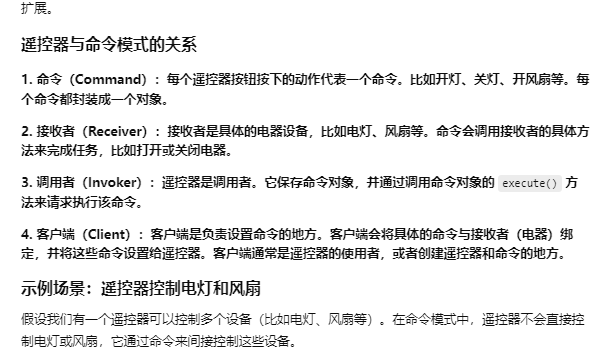 扩展。
遥控器与命令模式的关系
1. 命令（Command）：每个遥控器按钮按下的动作代表一个命令。比如开灯、关灯、开风扇等。每
个命令都封装成一个对象。
2. 接收者（Receiver）：接收者是具体的电器设备，比如电灯、风扇等。命令会调用接收者的具体方
法来完成任务，比如打开或关闭电器。
3. 调用者（Invoker）：遥控器是调用者。它保存命令对象，并通过调用命令对象的 execute() 方
法来请求执行该命令。
4. 客户端（Client）：客户端是负责设置命令的地方。客户端会将具体的命令与接收者（电器）绑
定，并将这些命令设置给遥控器。客户端通常是遥控器的使用者，或者创建遥控器和命令的地方。
示例场景：遥控器控制电灯和风扇
假设我们有一个遥控器可以控制多个设备（比如电灯、风扇等）。在命令模式中，遥控器不会直接控
制电灯或风扇，它通过命令来间接控制这些设备。